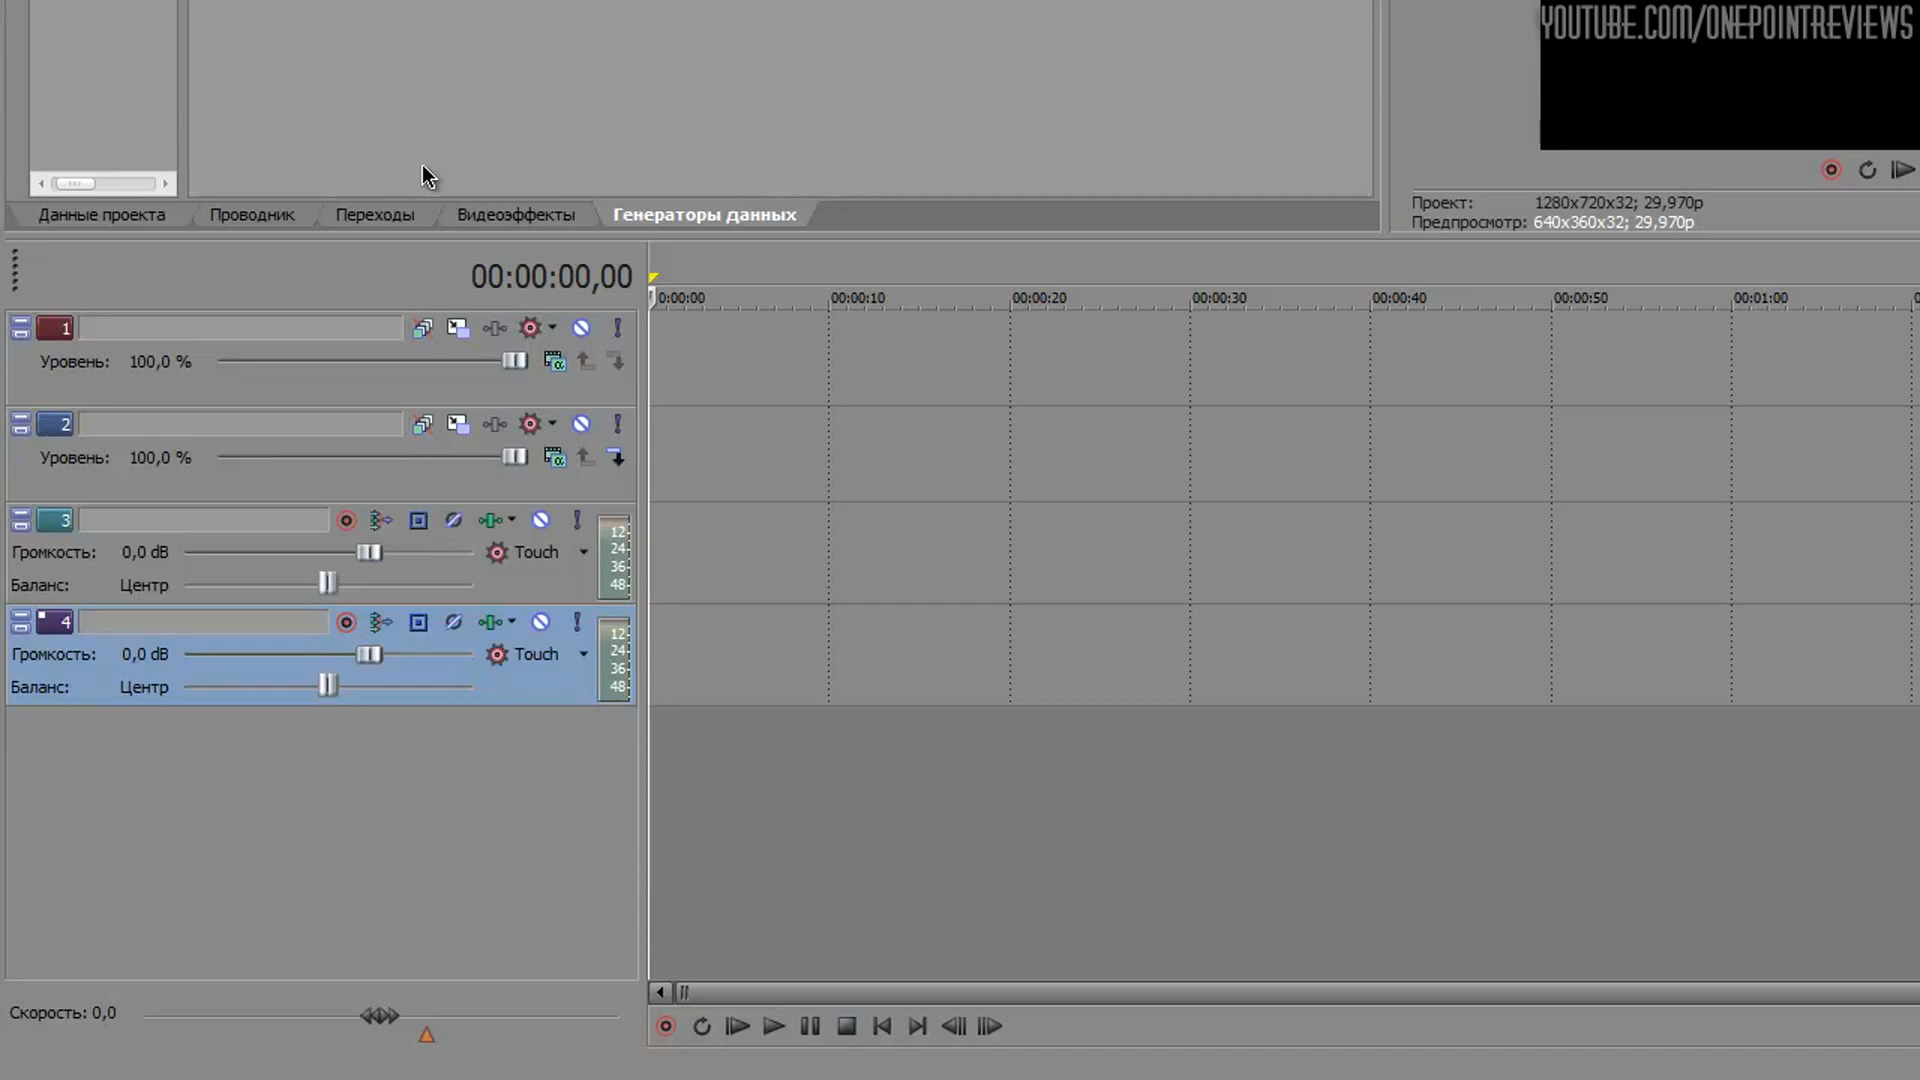 YOUTUBE.COM/ONEPOINTREVIEWS
Данные проекта Проводник Переходы Видеоэффекты Генераторы данных
Проект: 1280x720x32; 29,970p
Предпросмотр: 640x360x32; 29,970p
00:00:00,00
0:00:00 00:00:10 00:00:20 00:00:30 00:00:40 00:00:50 00:01:00
1
Уровень: 100,0 %
2
Уровень: 100,0 %
3
Громкость: 0,0 dB Touch
Баланс: Центр
12
24
36
48
4
Громкость: 0,0 dB Touch
Баланс: Центр
12
24
36
48
Скорость: 0,0